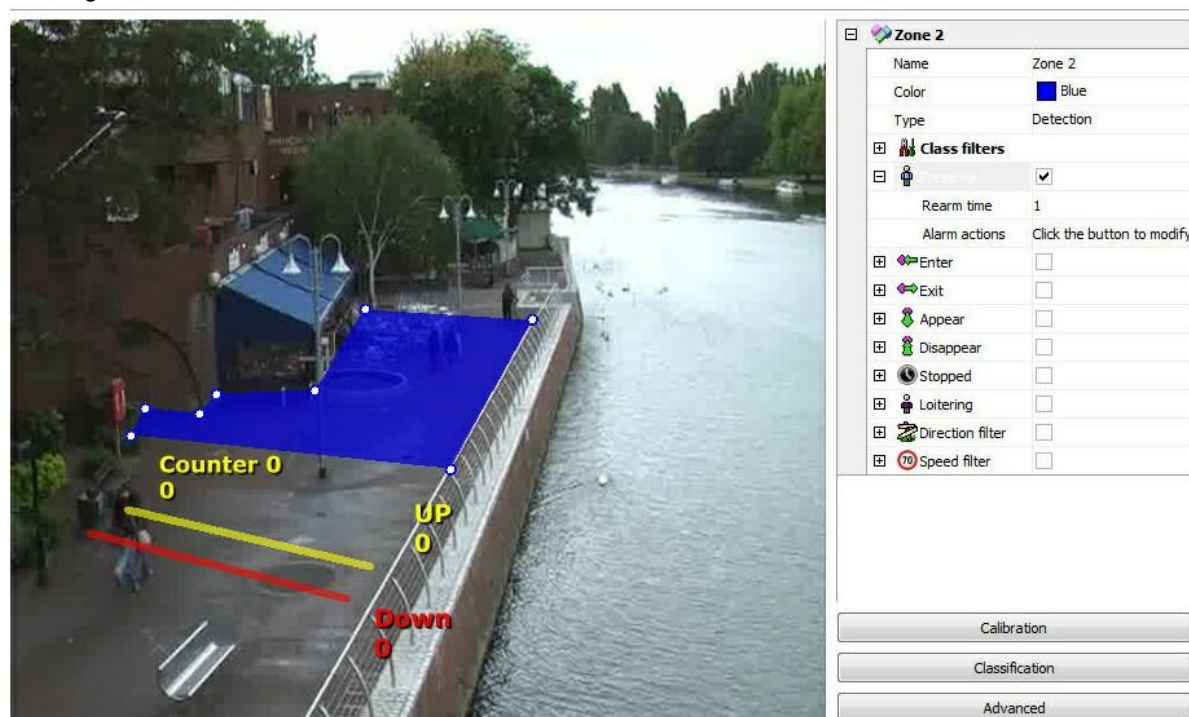 Zone 2
Name Zone 2
Color Blue
Type Detection
Class filters
Presence
Rearm time 1
Alarm actions Click the button to modify
Enter
Exit
Appear
Disappear
Stopped
Loitering
Direction filter
70 Speed filter
Counter 0
0
UP
0
Down
0
Calibration
Classification
Advanced